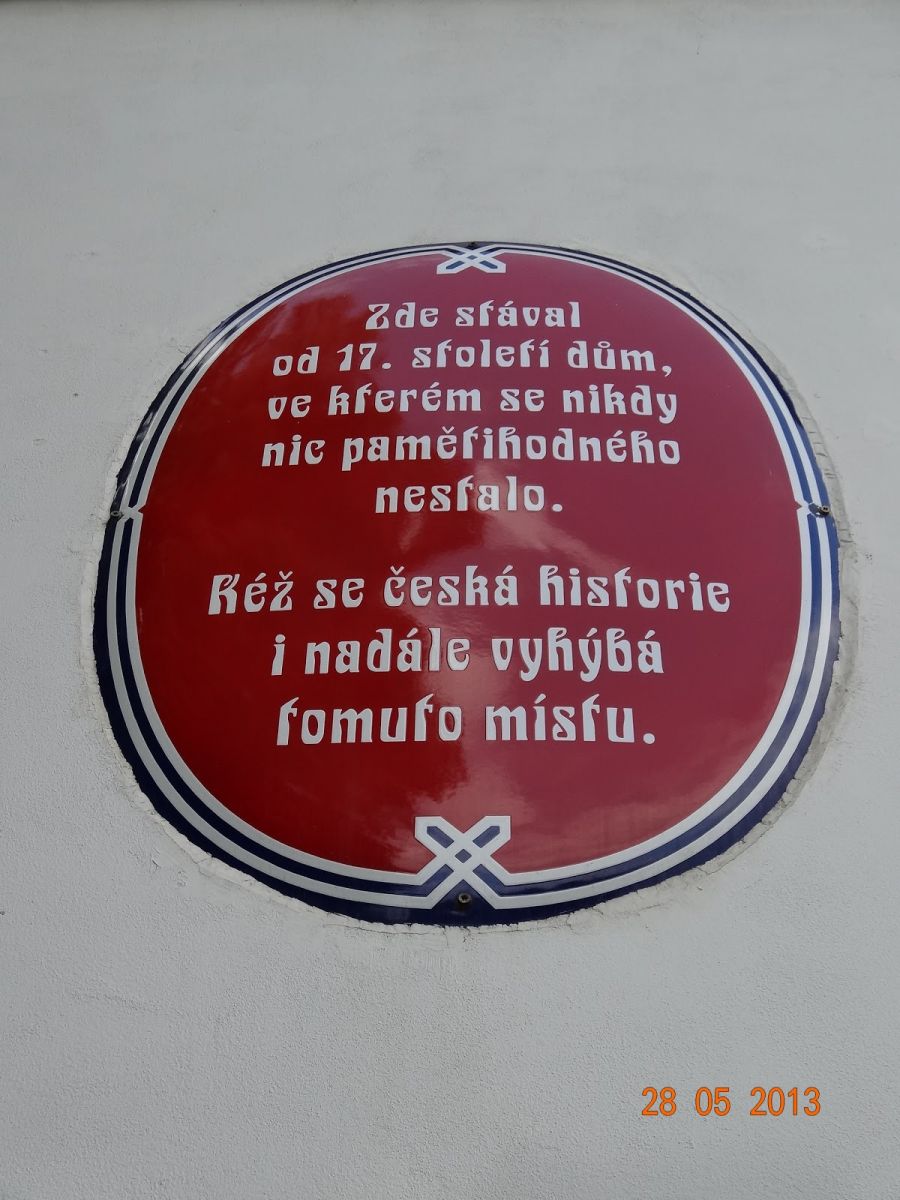 Zde stával
od 17. století dům,
ve kterém se nikdy
nic pamětihodného
nestalo.
Kéž se česká historie
i nadále vyhýbá
tomuto místu.
28 05 2013